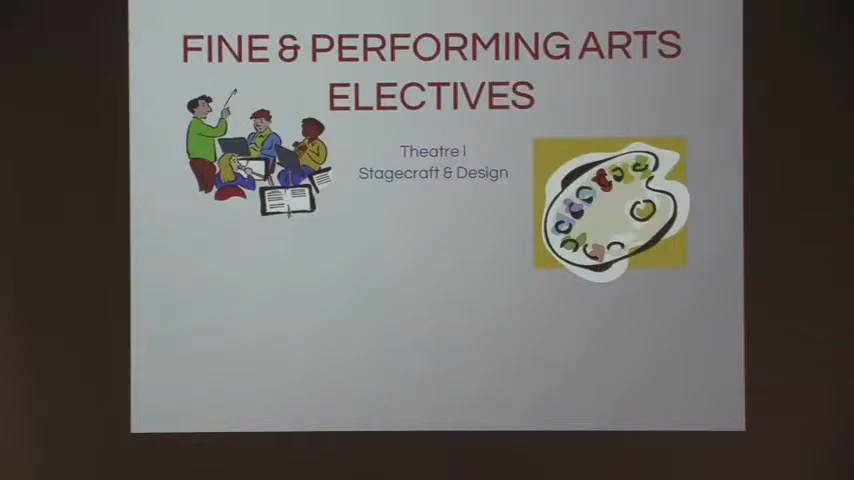 FINE & PERFORMING ARTS
ELECTIVES
Theatre I
Stagecraft & Design